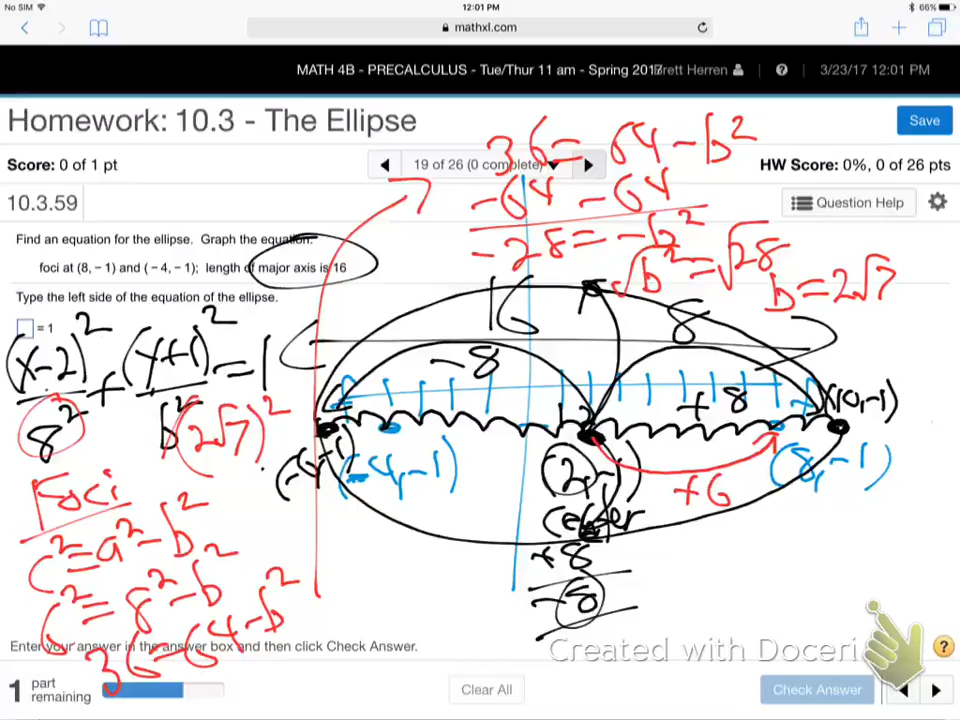 No SIM 12:01 PM 66%
mathxl.com
MATH 4B - PRECALCULUS - Tue/Thur 11 am - Spring 2017 Brett Herren 3/23/17 12:01 PM
Homework: 10.3 - The Ellipse Save
Score: 0 of 1 pt 19 of 26 (0 complete) HW Score: 0%, 0 of 26 pts
10.3.59 Question Help
Find an equation for the ellipse. Graph the equation.
foci at (8, − 1) and ( − 4, − 1); length of major axis is 16
Type the left side of the equation of the ellipse.
= 1
36 = 64 - b²
-64 -64
-28 = -b²
√b² = √28
b = 2√7
16
8
-8
+8
(x-2)² + (y+1)² = 1
8² b² (2√7)²
(10,-1)
(-4,-1)
(2,-1)
(8,-1)
+6
center
+8
-8
Foci
c² = a² - b²
6² = 8² - b²
36 = 64 - b²
Enter your answer in the answer box and then click Check Answer.
Created with Doceri
?
1 part remaining
Clear All Check Answer